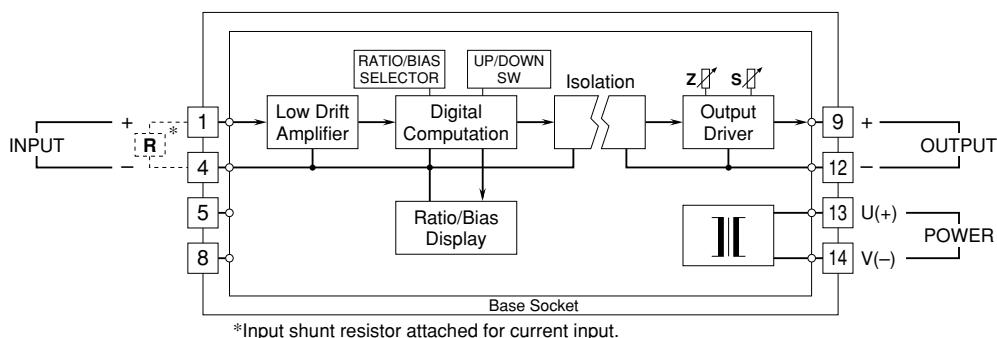 RATIO/BIAS
SELECTOR
UP/DOWN
SW
Isolation
Z
S
INPUT
+
R
*
–
1
4
5
8
Low Drift
Amplifier
Digital
Computation
Output
Driver
Ratio/Bias
Display
9
+
12
–
OUTPUT
13
U(+)
14
V(–)
POWER
Base Socket
*Input shunt resistor attached for current input.